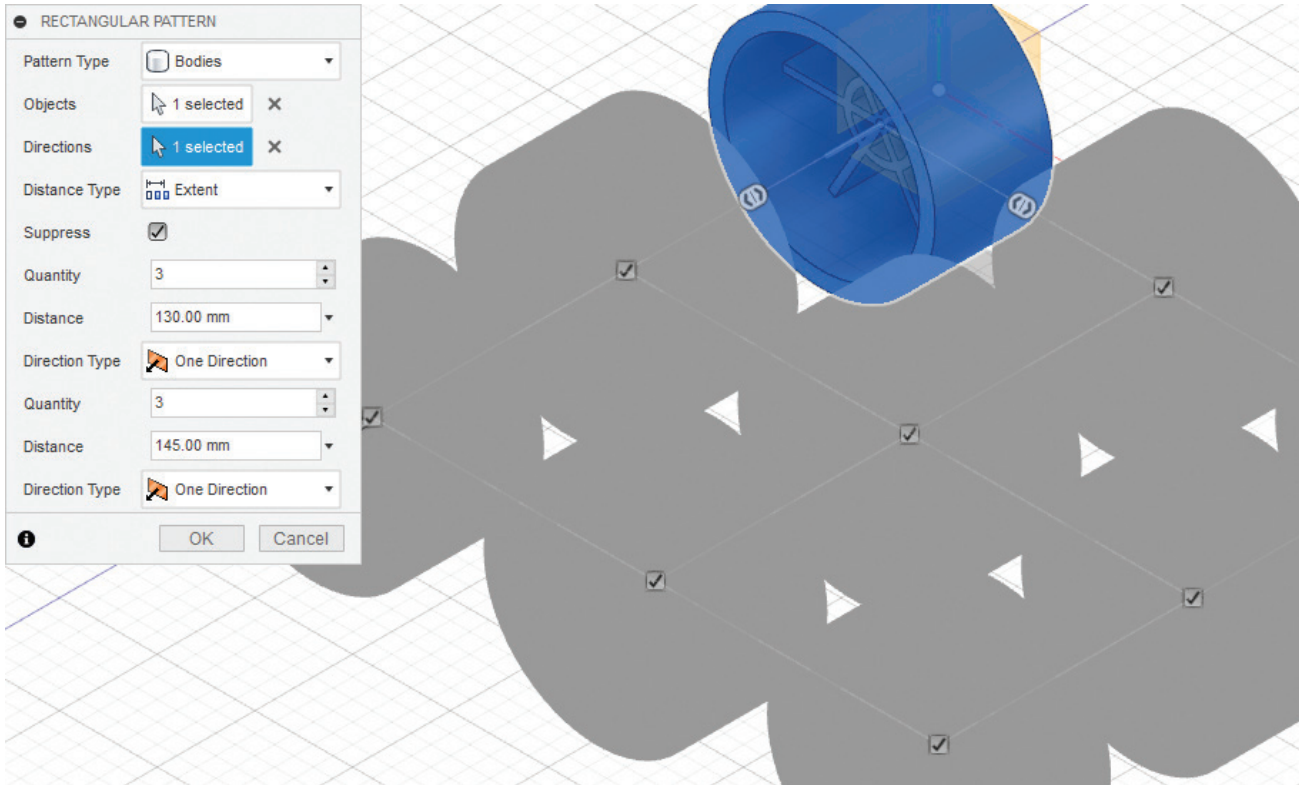 RECTANGULAR PATTERN
Pattern Type Bodies
Objects 1 selected
Directions 1 selected
Distance Type Extent
Suppress
Quantity 3
Distance 130.00 mm
Direction Type One Direction
Quantity 3
Distance 145.00 mm
Direction Type One Direction
OK Cancel